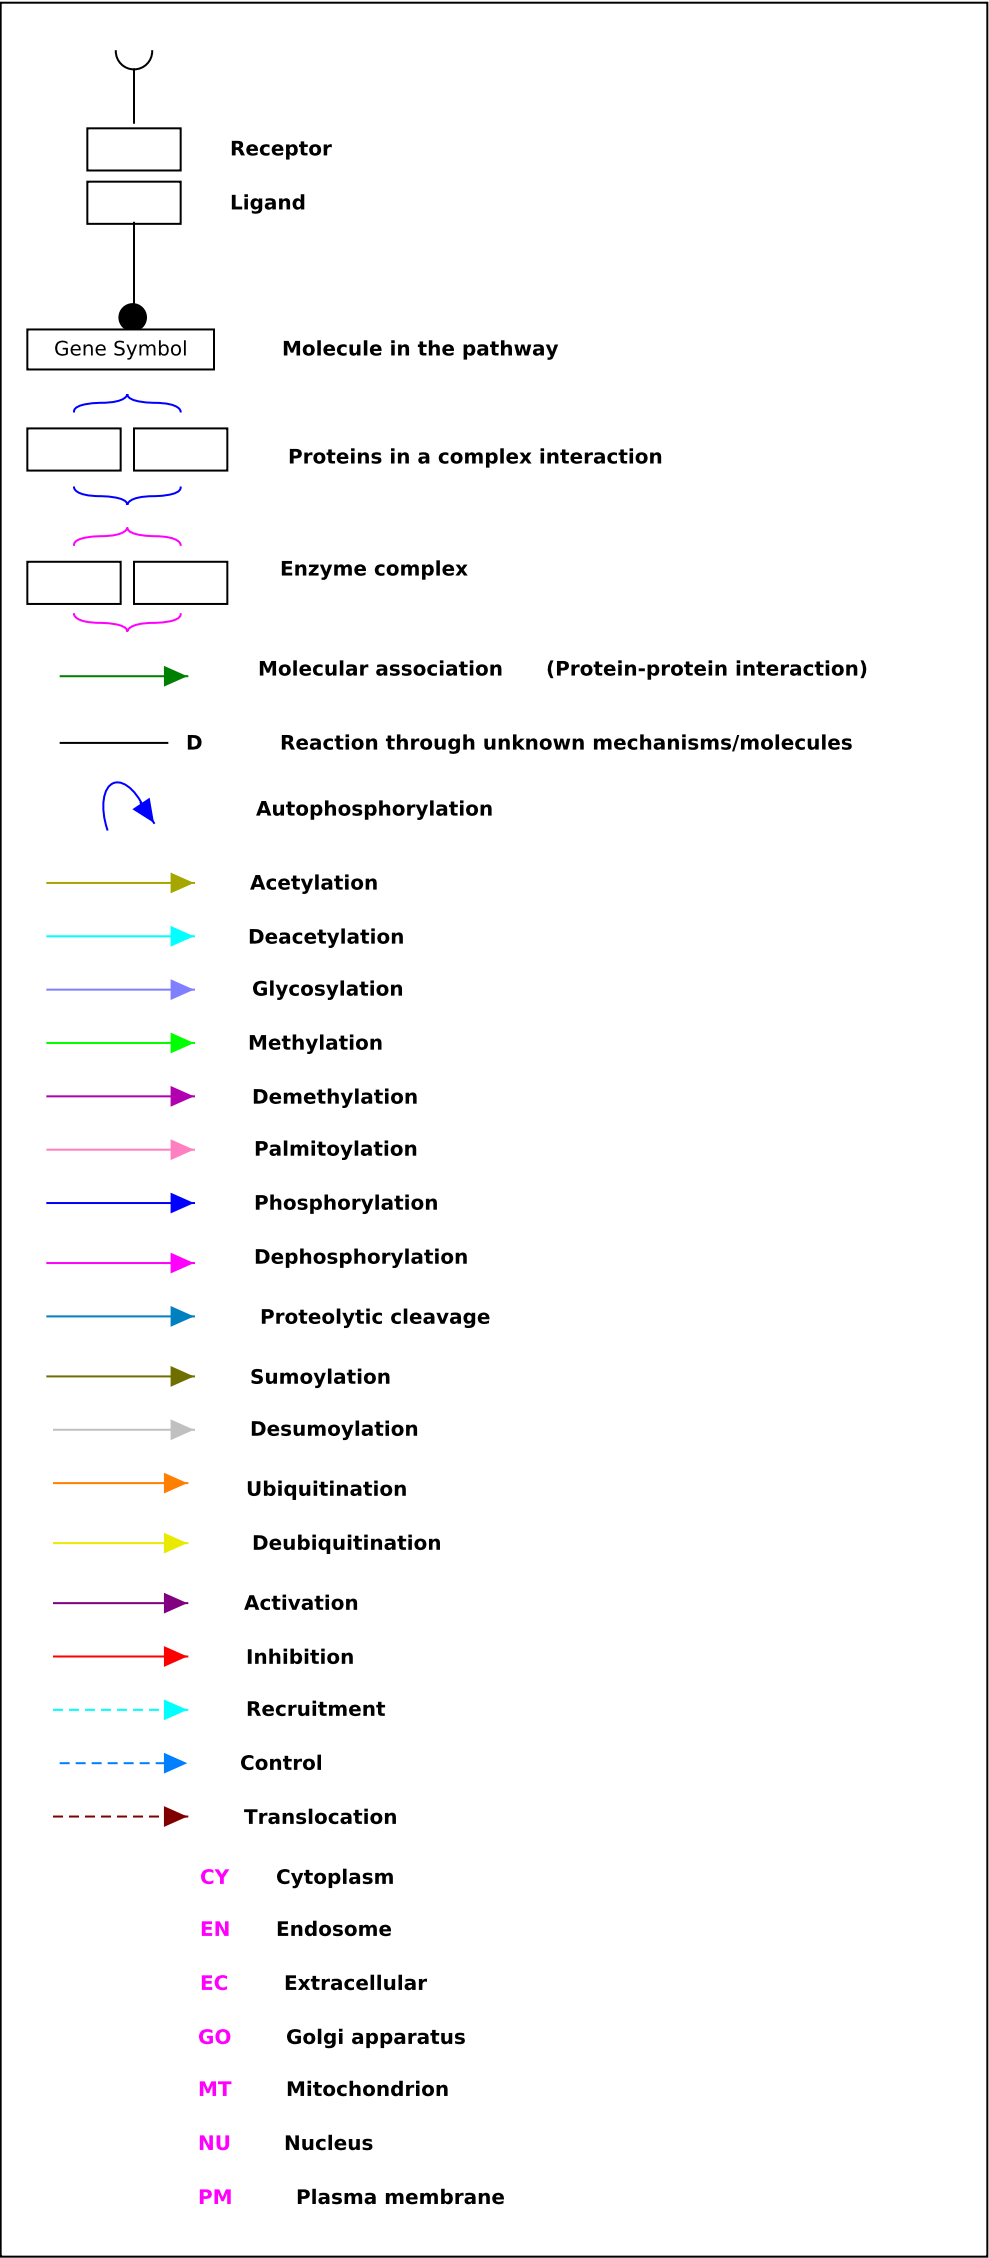 Receptor
Ligand
Gene Symbol Molecule in the pathway
Proteins in a complex interaction
Enzyme complex
Molecular association (Protein-protein interaction)
D Reaction through unknown mechanisms/molecules
Autophosphorylation
Acetylation
Deacetylation
Glycosylation
Methylation
Demethylation
Palmitoylation
Phosphorylation
Dephosphorylation
Proteolytic cleavage
Sumoylation
Desumoylation
Ubiquitination
Deubiquitination
Activation
Inhibition
Recruitment
Control
Translocation
CY Cytoplasm
EN Endosome
EC Extracellular
GO Golgi apparatus
MT Mitochondrion
NU Nucleus
PM Plasma membrane